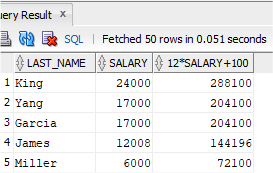 uery Result x
SQL | Fetched 50 rows in 0.051 seconds
LAST_NAME SALARY 12*SALARY+100
1 King 24000 288100
2 Yang 17000 204100
3 Garcia 17000 204100
4 James 12008 144196
5 Miller 6000 72100